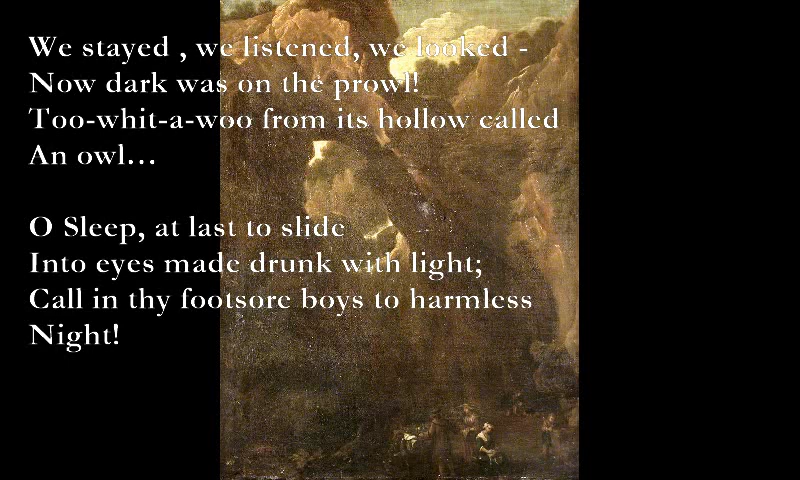 We stayed , we listened, we looked -
Now dark was on the prowl!
Too-whit-a-woo from its hollow called
An owl…
O Sleep, at last to slide
Into eyes made drunk with light;
Call in thy footsore boys to harmless
Night!